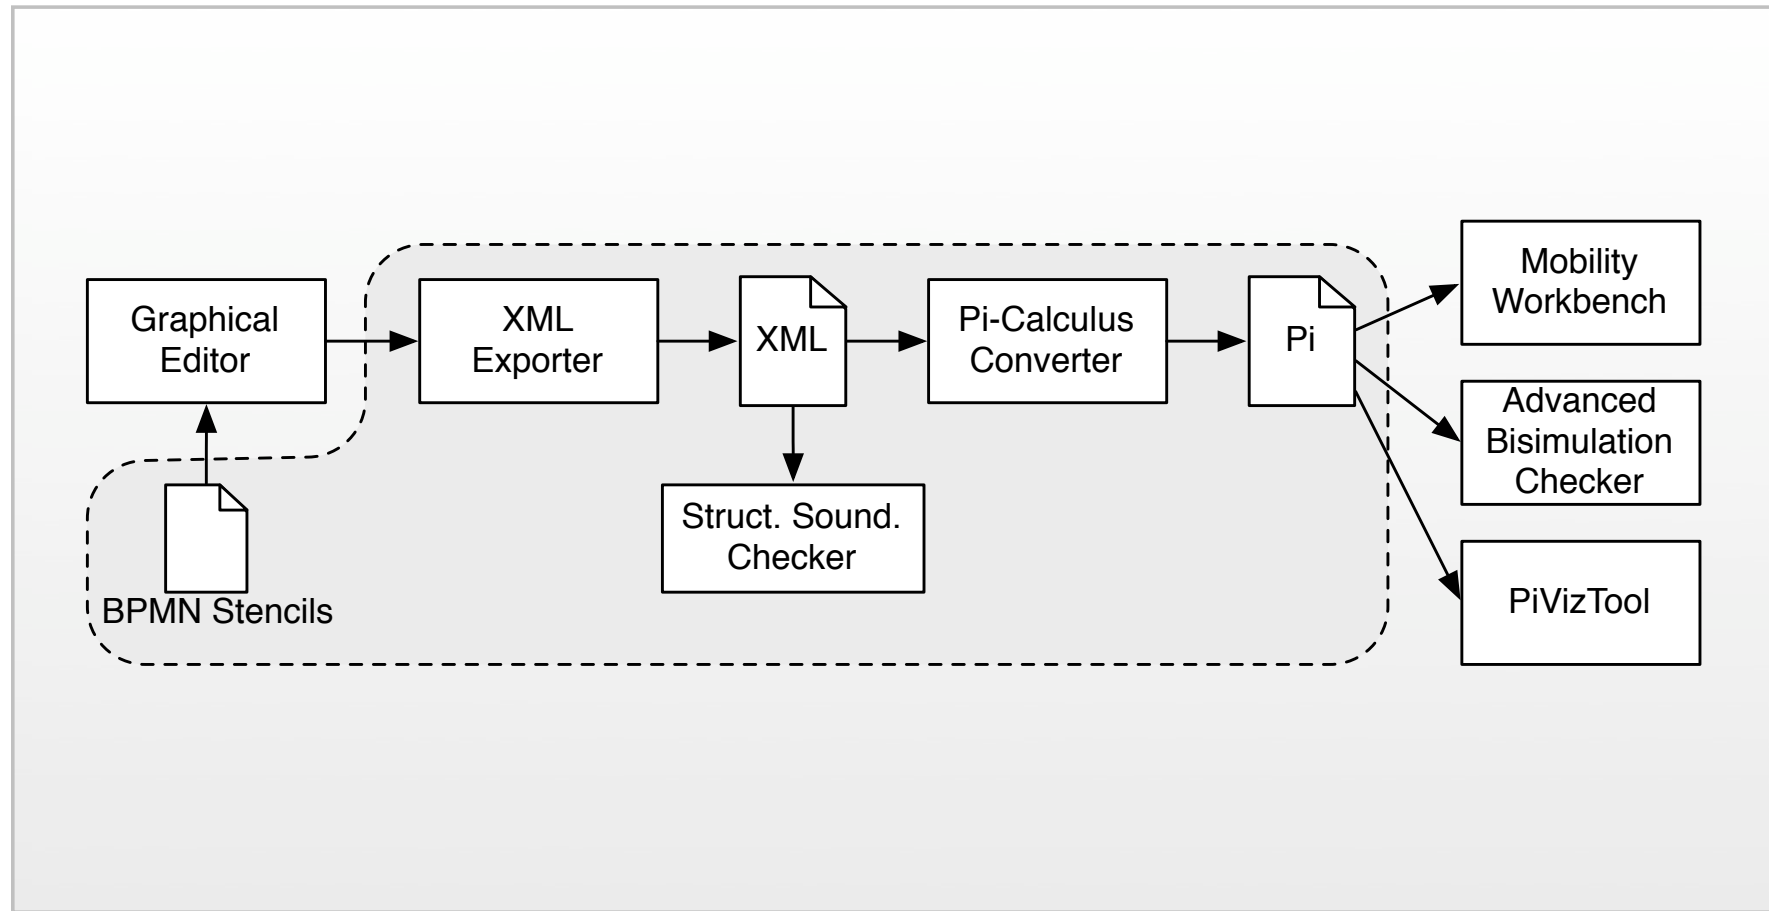 Graphical
Editor
XML
Exporter
XML
Pi-Calculus
Converter
Pi
Mobility
Workbench
Advanced
Bisimulation
Checker
PiVizTool
Struct. Sound.
Checker
BPMN Stencils